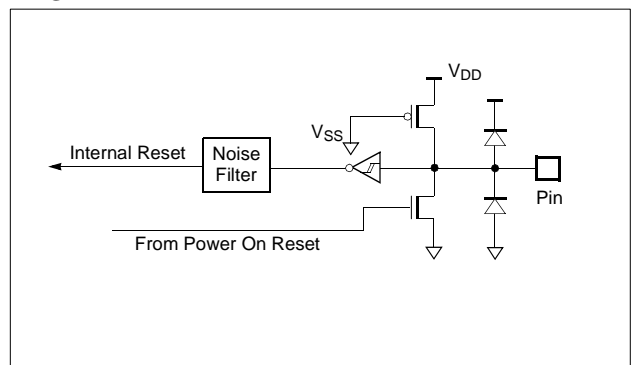 VDD
VSS
Internal Reset
Noise
Filter
Pin
From Power On Reset